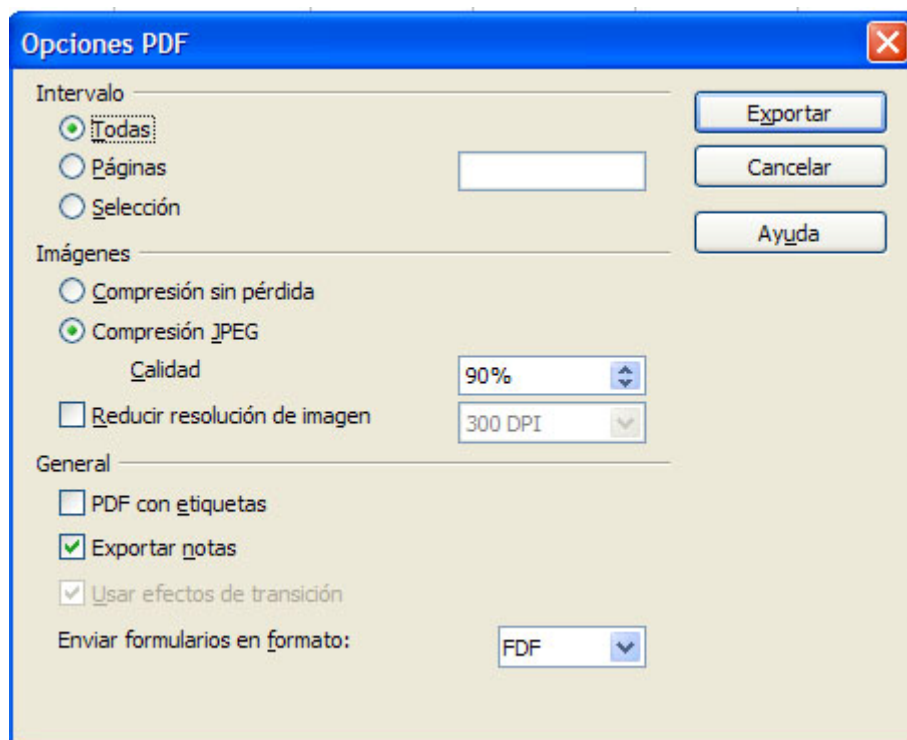 Opciones PDF
Intervalo
Todas
Páginas
Selección
Exportar
Cancelar
Ayuda
Imágenes
Compresión sin pérdida
Compresión JPEG
Calidad 90%
Reducir resolución de imagen 300 DPI
General
PDF con etiquetas
Exportar notas
Usar efectos de transición
Enviar formularios en formato: FDF